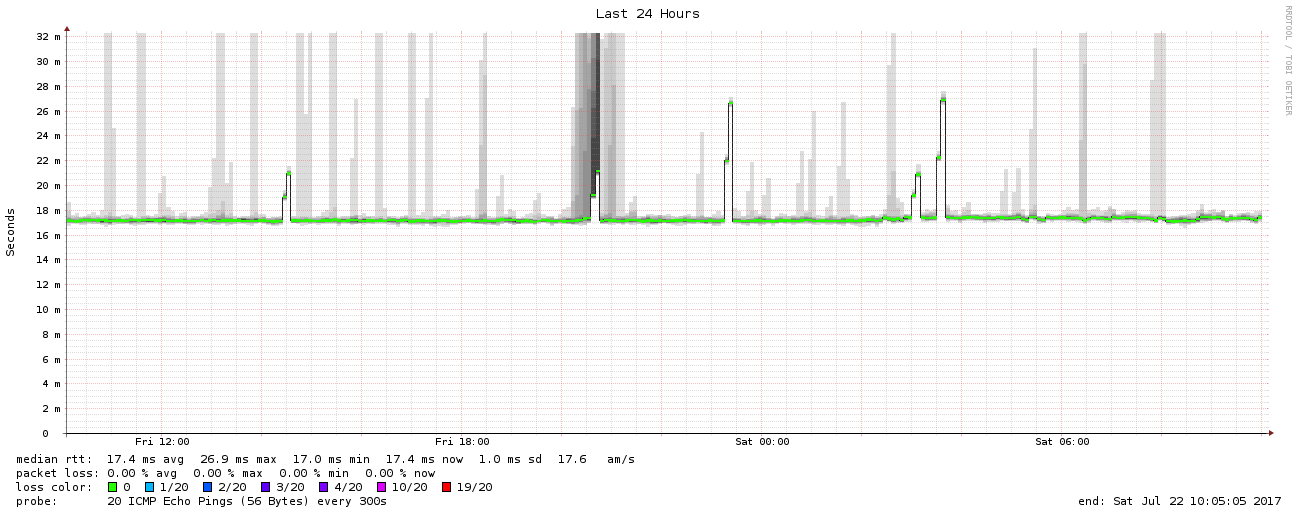 Last 24 Hours
RRDTOOL / TOBI OETIKER
Seconds
32 m
30 m
28 m
26 m
24 m
22 m
20 m
18 m
16 m
14 m
12 m
10 m
8 m
6 m
4 m
2 m
0
Fri 12:00 Fri 18:00 Sat 00:00 Sat 06:00
median rtt: 17.4 ms avg 26.9 ms max 17.0 ms min 17.4 ms now 1.0 ms sd 17.6 am/s
packet loss: 0.00 % avg 0.00 % max 0.00 % min 0.00 % now
loss color: 0 1/20 2/20 3/20 4/20 10/20 19/20
probe: 20 ICMP Echo Pings (56 Bytes) every 300s end: Sat Jul 22 10:05:05 2017